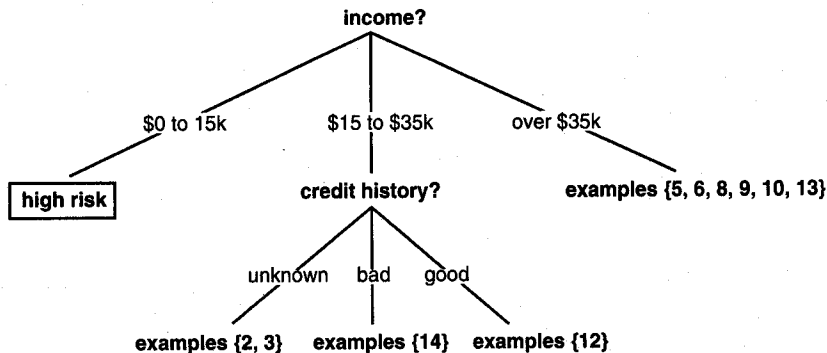 income?
$0 to 15k
$15 to $35k
over $35k
high risk
credit history?
examples {5, 6, 8, 9, 10, 13}
unknown
bad
good
examples {2, 3}
examples {14}
examples {12}